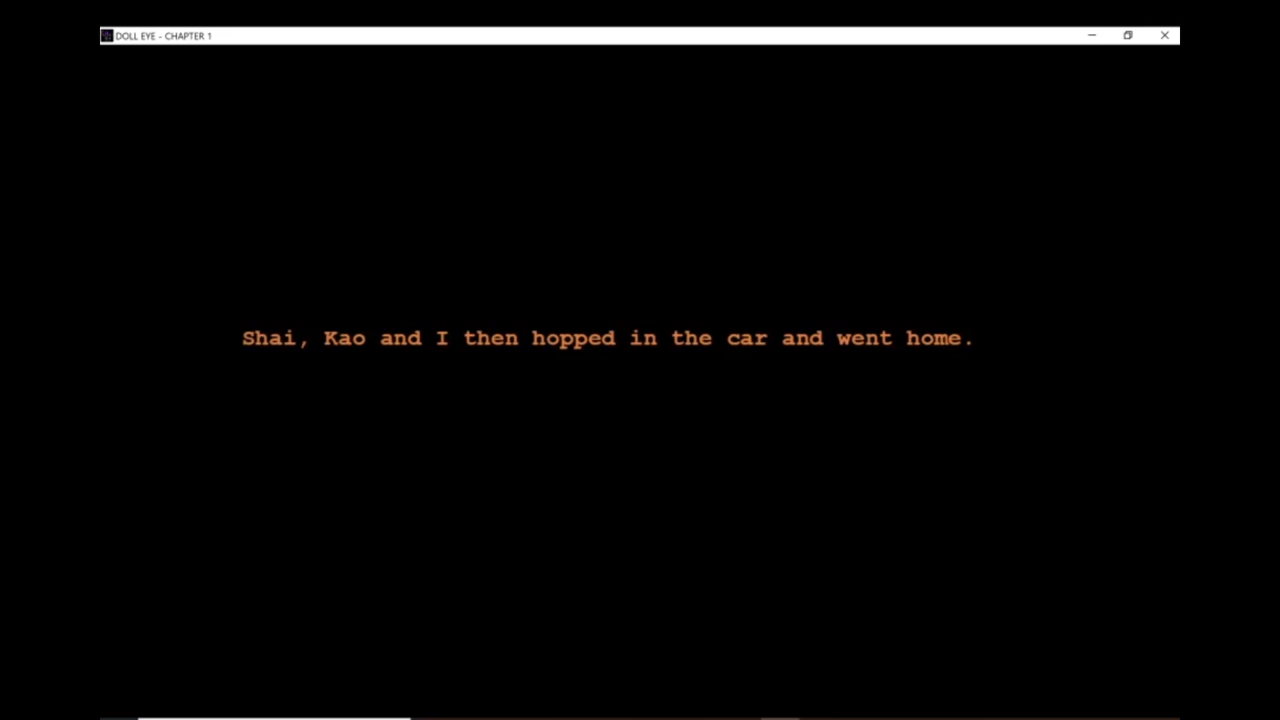 DOLL EYE - CHAPTER 1
Shai, Kao and I then hopped in the car and went home.